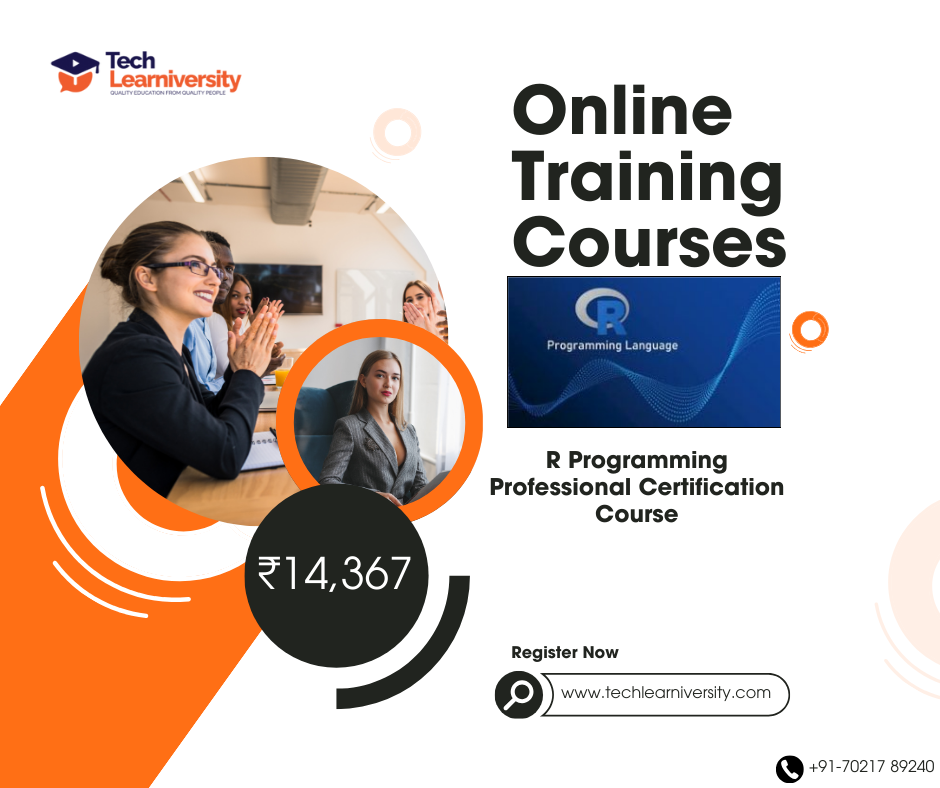 Tech
Learniversity
QUALITY EDUCATION FROM QUALITY PEOPLE
Online
Training
Courses
R
Programming Language
R Programming
Professional Certification
Course
₹14,367
Register Now
www.techlearniversity.com
+91-70217 89240